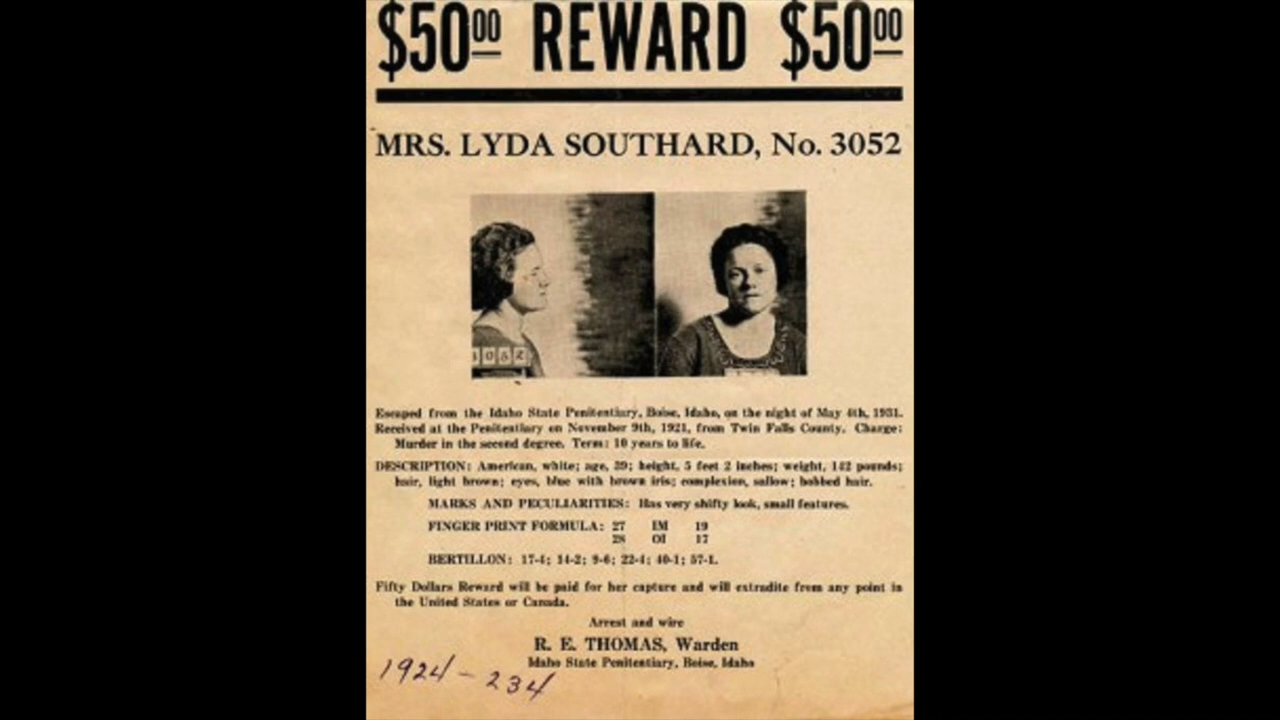 $50.00 REWARD $50.00
MRS. LYDA SOUTHARD, No. 3052
3052
Escaped from the Idaho State Penitentiary, Boise, Idaho, on the night of May 4th, 1931.
Received at the Penitentiary on November 9th, 1921, from Twin Falls County. Charge:
Murder in the second degree. Term: 10 years to life.
DESCRIPTION: American, white; age, 39; height, 5 feet 2 inches; weight, 142 pounds;
hair, light brown; eyes, blue with brown iris; complexion, sallow; bobbed hair.
MARKS AND PECULIARITIES: Has very shifty look, small features.
FINGER PRINT FORMULA: 27 IM 19
28 OI 17
BERTILLON: 17-4; 14-2; 9-6; 22-4; 40-1; 57-1.
Fifty Dollars Reward will be paid for her capture and will extradite from any point in
the United States or Canada.
Arrest and wire
R. E. THOMAS, Warden
Idaho State Penitentiary, Boise, Idaho
1924-234